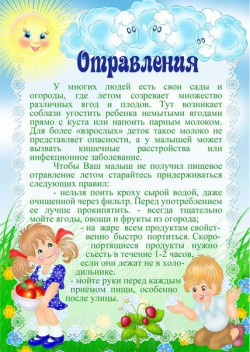 Отравления
У многих людей есть свои сады и
огороды, где летом созревает множество
различных ягод и плодов. Тут возникает
соблазн угостить ребенка немытыми ягодами
прямо с куста или напоить парным молоком.
Для более «взрослых» деток такое молоко не
представляет опасности, а у малышей может
вызвать кишечные расстройства или
инфекционное заболевание.
Чтобы Ваш малыш не получил пищевое
отравление летом старайтесь придерживаться
следующих правил:
- нельзя поить кроху сырой водой, даже
очищенной через фильтр. Перед употреблением
ее лучше прокипятить. - всегда тщательно
мойте ягоды, овощи и фрукты из огорода;
- на жаре всем продуктам свойст-
венно быстро портиться. Скоро-
портящиеся продукты нужно
съесть в течение 1-2 часов,
если они лежат не в холо-
дильнике.
- мойте руки перед каждым
приемом пищи, особенно
после улицы.